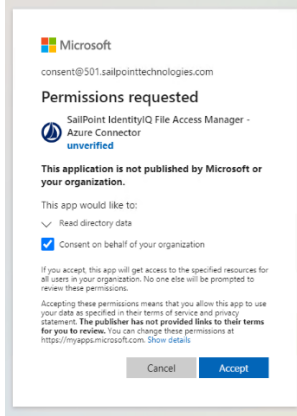 Microsoft
consent@501.sailpointtechnologies.com
Permissions requested
SailPoint IdentityIQ File Access Manager -
Azure Connector
unverified
This application is not published by Microsoft or
your organization.
This app would like to:
Read directory data
Consent on behalf of your organization
If you accept, this app will get access to the specified resources for
all users in your organization. No one else will be prompted to
review these permissions.
Accepting these permissions means that you allow this app to use
your data as specified in their terms of service and privacy
statement. The publisher has not provided links to their terms
for you to review. You can change these permissions at
https://myapps.microsoft.com. Show details
Cancel
Accept